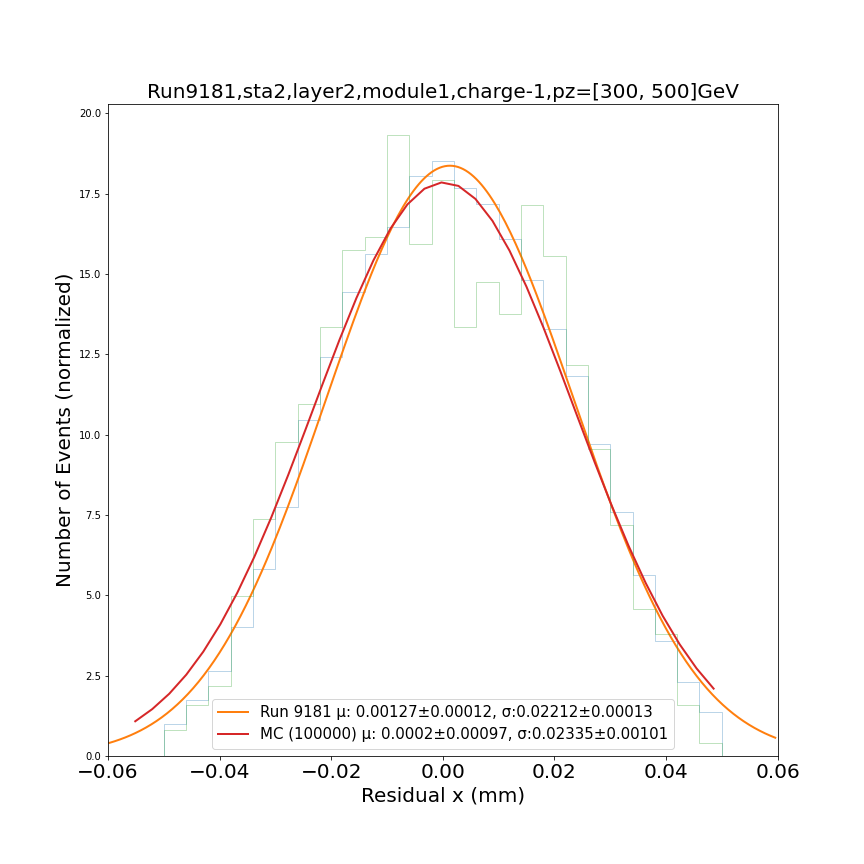 Run9181,sta2,layer2,module1,charge-1,pz=[300, 500]GeV
Number of Events (normalized)
20.0
17.5
15.0
12.5
10.0
7.5
5.0
2.5
0.0
Run 9181 μ: 0.00127±0.00012, σ:0.02212±0.00013
MC (100000) μ: 0.0002±0.00097, σ:0.02335±0.00101
−0.06 −0.04 −0.02 0.00 0.02 0.04 0.06
Residual x (mm)